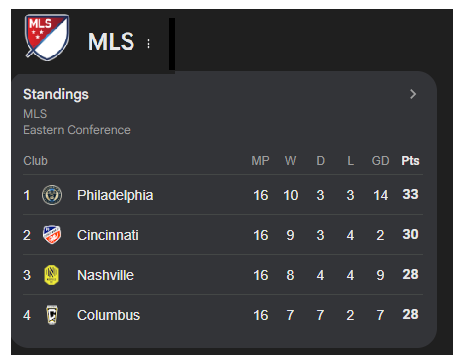 MLS
MLS
Standings
MLS
Eastern Conference
Club MP W D L GD Pts
1 Philadelphia 16 10 3 3 14 33
2 Cincinnati 16 9 3 4 2 30
3 Nashville 16 8 4 4 9 28
4 Columbus 16 7 7 2 7 28